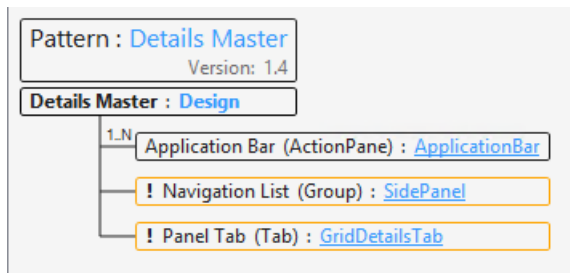 Pattern : Details Master
Version: 1.4
Details Master : Design
1..N
Application Bar (ActionPane) : ApplicationBar
! Navigation List (Group) : SidePanel
! Panel Tab (Tab) : GridDetailsTab